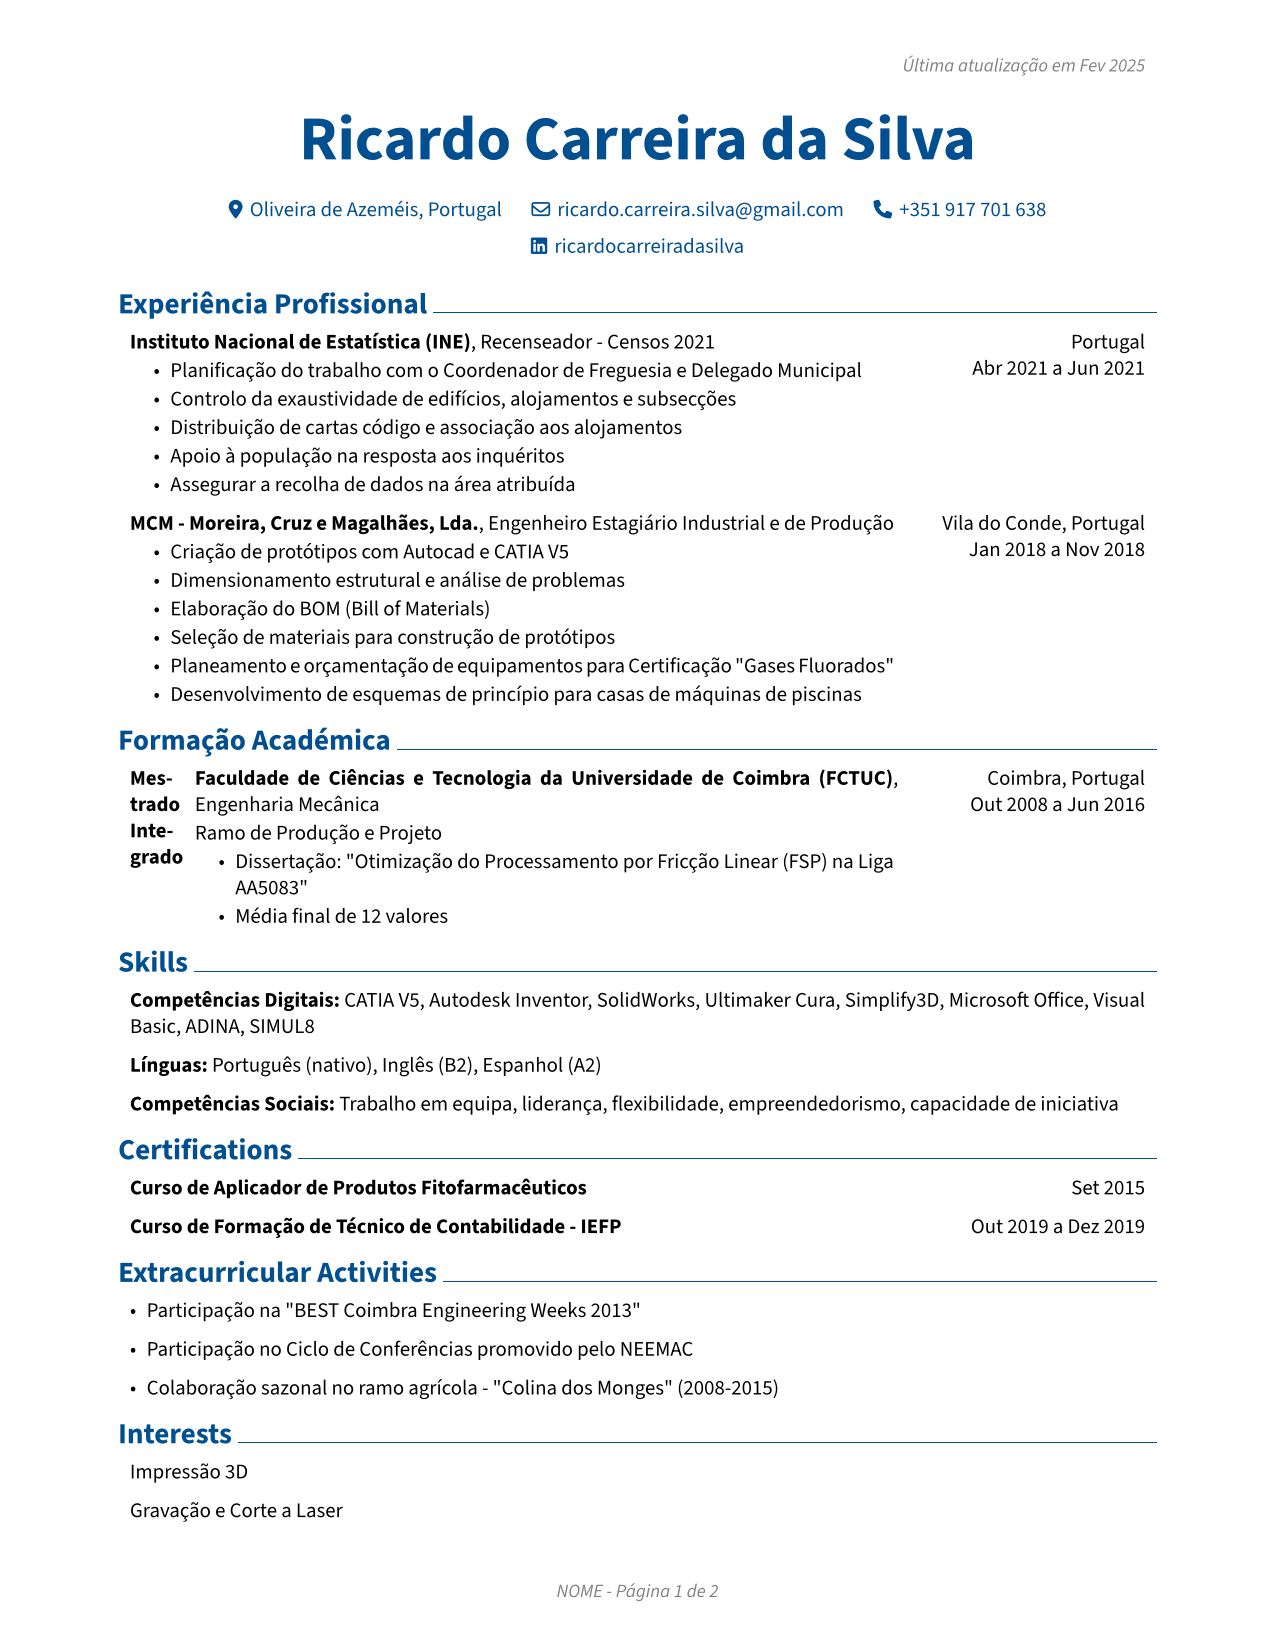 Última atualização em Fev 2025
Ricardo Carreira da Silva
Oliveira de Azeméis, Portugal ricardo.carreira.silva@gmail.com +351 917 701 638
ricardocarreiradasilva
Experiência Profissional
Instituto Nacional de Estatística (INE), Recenseador - Censos 2021 Portugal
• Planificação do trabalho com o Coordenador de Freguesia e Delegado Municipal Abr 2021 a Jun 2021
• Controlo da exaustividade de edifícios, alojamentos e subsecções
• Distribuição de cartas código e associação aos alojamentos
• Apoio à população na resposta aos inquéritos
• Assegurar a recolha de dados na área atribuída
MCM - Moreira, Cruz e Magalhães, Lda., Engenheiro Estagiário Industrial e de Produção Vila do Conde, Portugal
• Criação de protótipos com Autocad e CATIA V5 Jan 2018 a Nov 2018
• Dimensionamento estrutural e análise de problemas
• Elaboração do BOM (Bill of Materials)
• Seleção de materiais para construção de protótipos
• Planeamento e orçamentação de equipamentos para Certificação "Gases Fluorados"
• Desenvolvimento de esquemas de princípio para casas de máquinas de piscinas
Formação Académica
Mes- Faculdade de Ciências e Tecnologia da Universidade de Coimbra (FCTUC), Coimbra, Portugal
trado Engenharia Mecânica Out 2008 a Jun 2016
Inte- Ramo de Produção e Projeto
grado • Dissertação: "Otimização do Processamento por Fricção Linear (FSP) na Liga
AA5083"
• Média final de 12 valores
Skills
Competências Digitais: CATIA V5, Autodesk Inventor, SolidWorks, Ultimaker Cura, Simplify3D, Microsoft Office, Visual
Basic, ADINA, SIMUL8
Línguas: Português (nativo), Inglês (B2), Espanhol (A2)
Competências Sociais: Trabalho em equipa, liderança, flexibilidade, empreendedorismo, capacidade de iniciativa
Certifications
Curso de Aplicador de Produtos Fitofarmacêuticos Set 2015
Curso de Formação de Técnico de Contabilidade - IEFP Out 2019 a Dez 2019
Extracurricular Activities
• Participação na "BEST Coimbra Engineering Weeks 2013"
• Participação no Ciclo de Conferências promovido pelo NEEMAC
• Colaboração sazonal no ramo agrícola - "Colina dos Monges" (2008-2015)
Interests
Impressão 3D
Gravação e Corte a Laser
NOME - Página 1 de 2